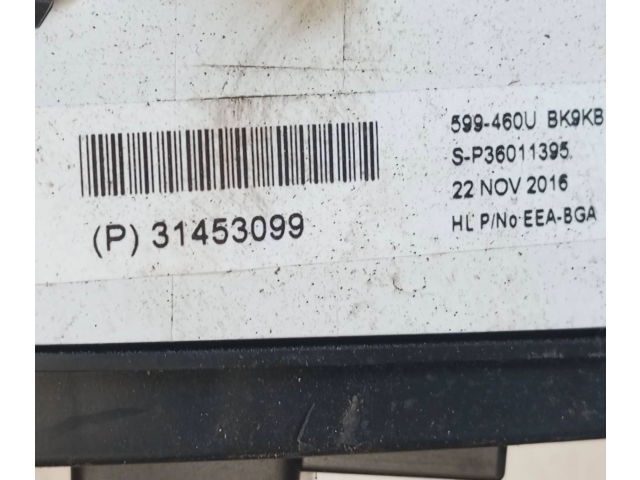 599-460U BK9KB
S-P36011395
22 NOV 2016
HL P/No EEA-BGA
(P) 31453099